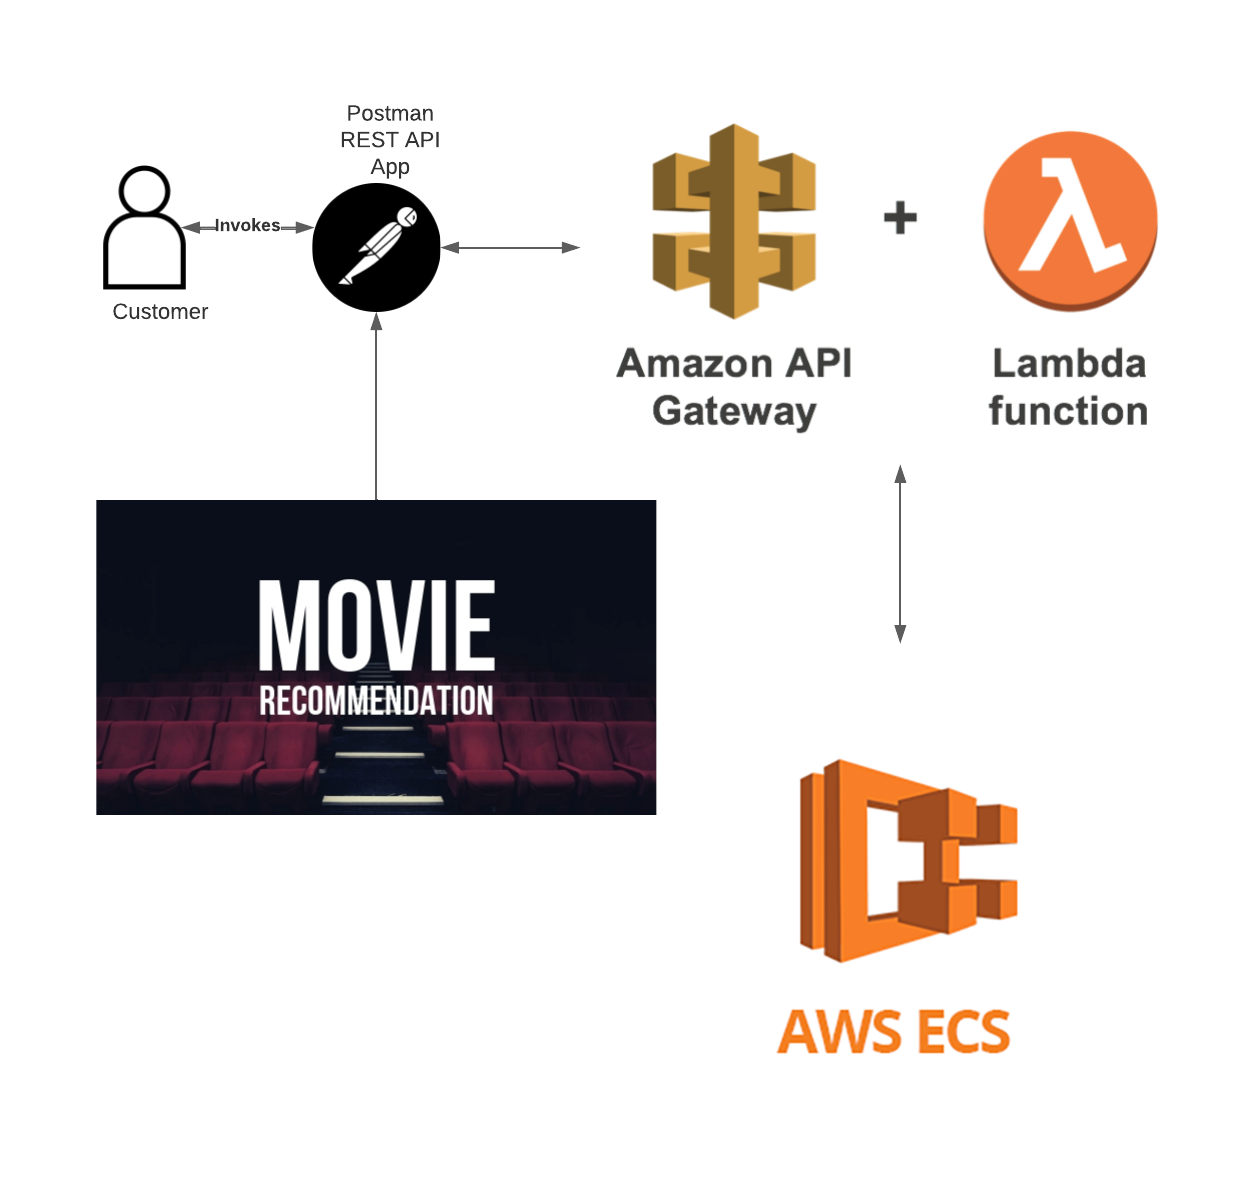 Postman
REST API
App
Invokes
Customer
+
Amazon API
Gateway
Lambda
function
MOVIE
RECOMMENDATION
AWS ECS